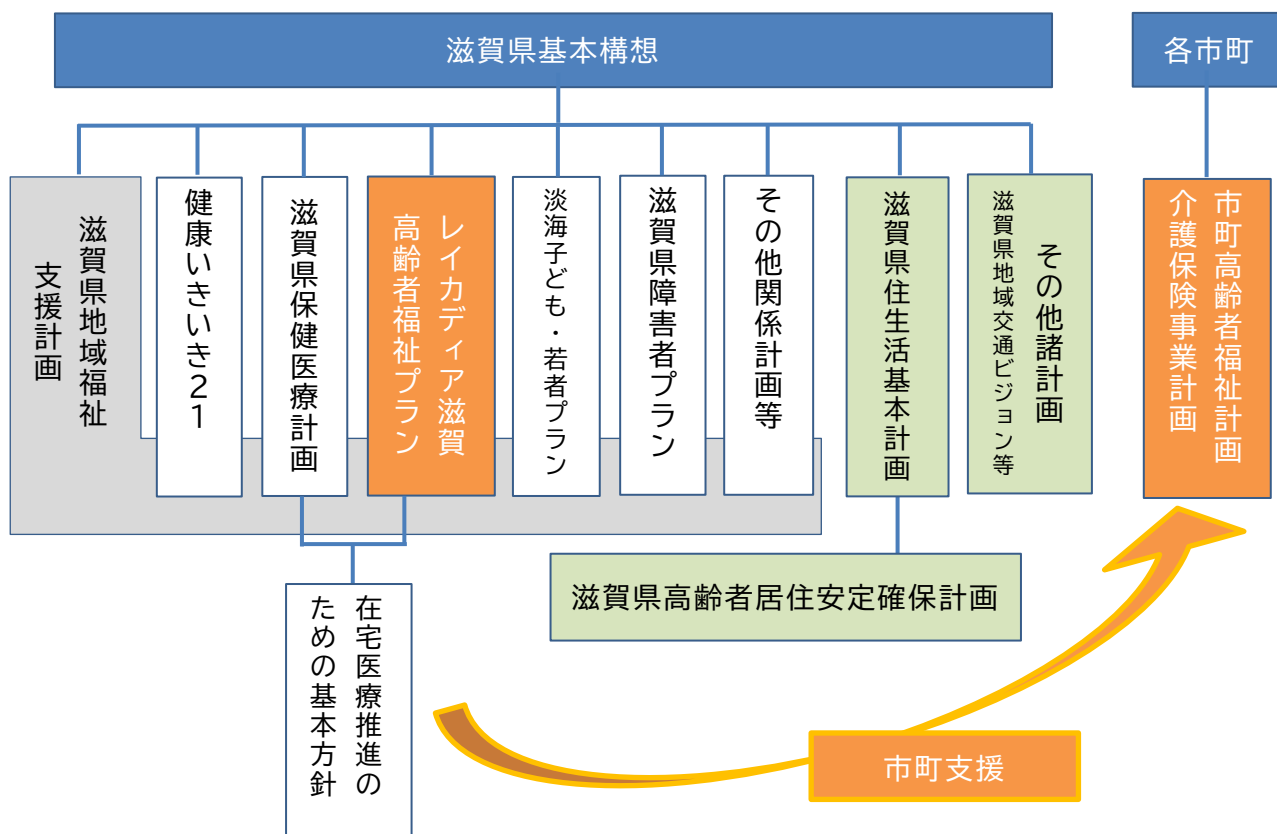 滋賀県基本構想
各市町
滋賀県地域福祉
支援計画
健康いきいき21
滋賀県保健医療計画
レイカディア滋賀
高齢者福祉プラン
淡海子ども・若者プラン
滋賀県障害者プラン
その他関係計画等
滋賀県住生活基本計画
その他諸計画
滋賀県地域交通ビジョン等
市町高齢者福祉計画
介護保険事業計画
滋賀県高齢者居住安定確保計画
在宅医療推進の
ための基本方針
市町支援